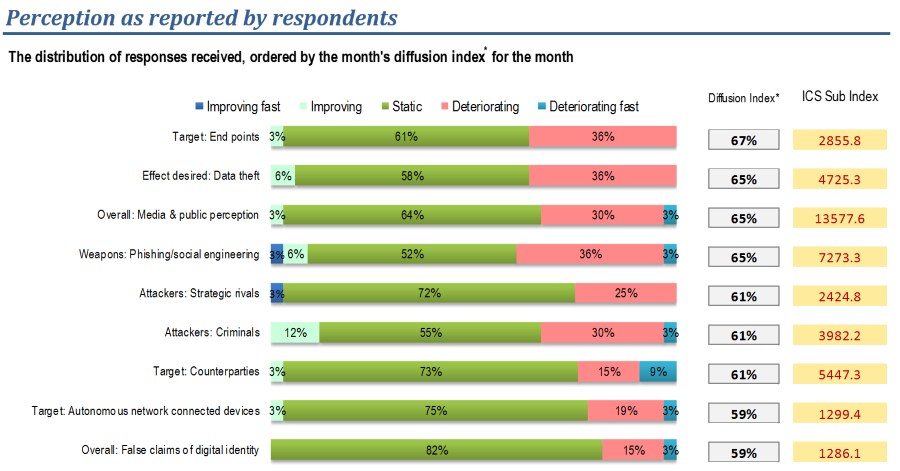 Perception as reported by respondents
The distribution of responses received, ordered by the month's diffusion index* for the month
Improving fast Improving Static Deteriorating Deteriorating fast Diffusion Index* ICS Sub Index
Target: End points 3% 61% 36% 67% 2855.8
Effect desired: Data theft 6% 58% 36% 65% 4725.3
Overall: Media & public perception 3% 64% 30% 3% 65% 13577.6
Weapons: Phishing/social engineering 3% 6% 52% 36% 3% 65% 7273.3
Attackers: Strategic rivals 3% 72% 25% 61% 2424.8
Attackers: Criminals 12% 55% 30% 3% 61% 3982.2
Target: Counterparties 3% 73% 15% 9% 61% 5447.3
Target: Autonomous network connected devices 3% 75% 19% 3% 59% 1299.4
Overall: False claims of digital identity 82% 15% 3% 59% 1286.1